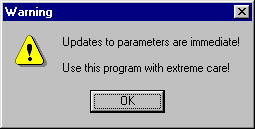 Warning
Updates to parameters are immediate!
Use this program with extreme care!
OK